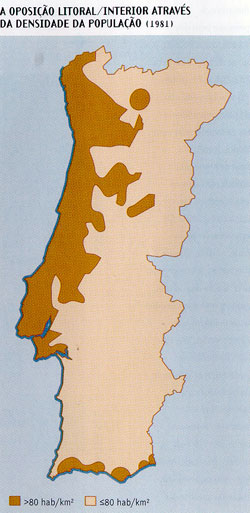 A OPOSIÇÃO LITORAL/INTERIOR ATRAVÉS
DA DENSIDADE DA POPULAÇÃO (1981)
>80 hab/km² ≤80 hab/km²